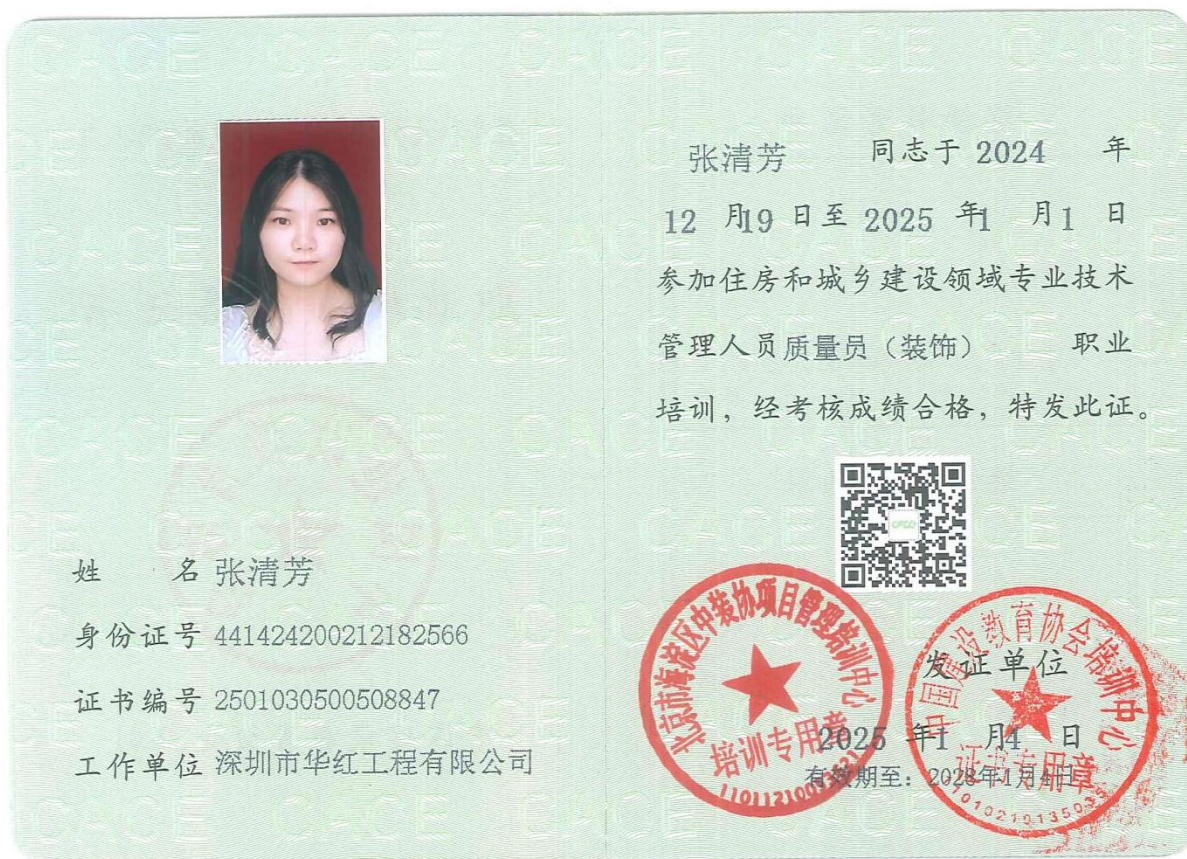 张清芳 同志于 2024 年
12 月19 日至 2025 年1 月1 日
参加住房和城乡建设领域专业技术
管理人员质量员（装饰） 职业
培训，经考核成绩合格，特发此证。
姓 名 张清芳
身份证号 441424200212182566
证书编号 2501030500508847
工作单位 深圳市华红工程有限公司
北京市海淀区中装协项目管理培训中心
培训专用章
中国建设教育协会培训中心
证书专用章
发证单位
2025 年1 月4 日
有效期至：2028年1月4日